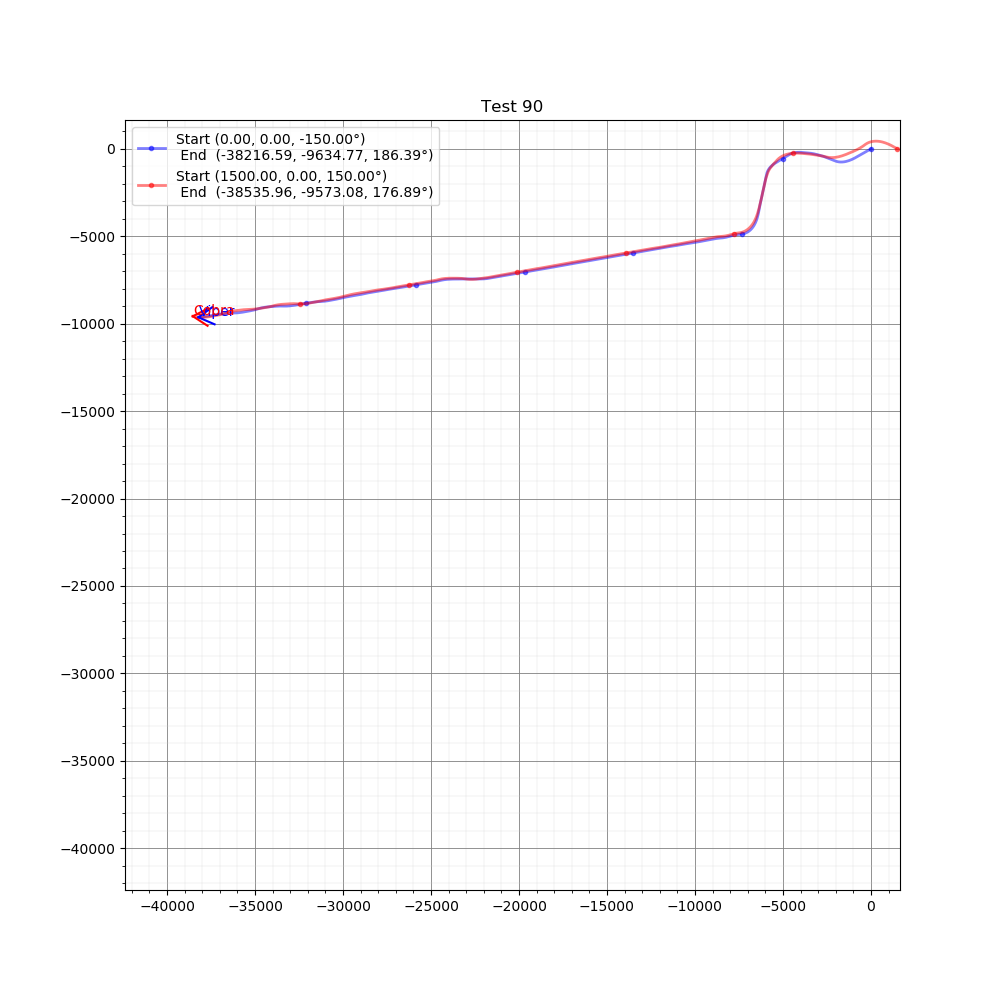 Test 90
Start (0.00, 0.00, -150.00°)
End  (-38216.59, -9634.77, 186.39°)
Start (1500.00, 0.00, 150.00°)
End  (-38535.96, -9573.08, 176.89°)
0
−5000
−10000
−15000
−20000
−25000
−30000
−35000
−40000
−40000 −35000 −30000 −25000 −20000 −15000 −10000 −5000 0